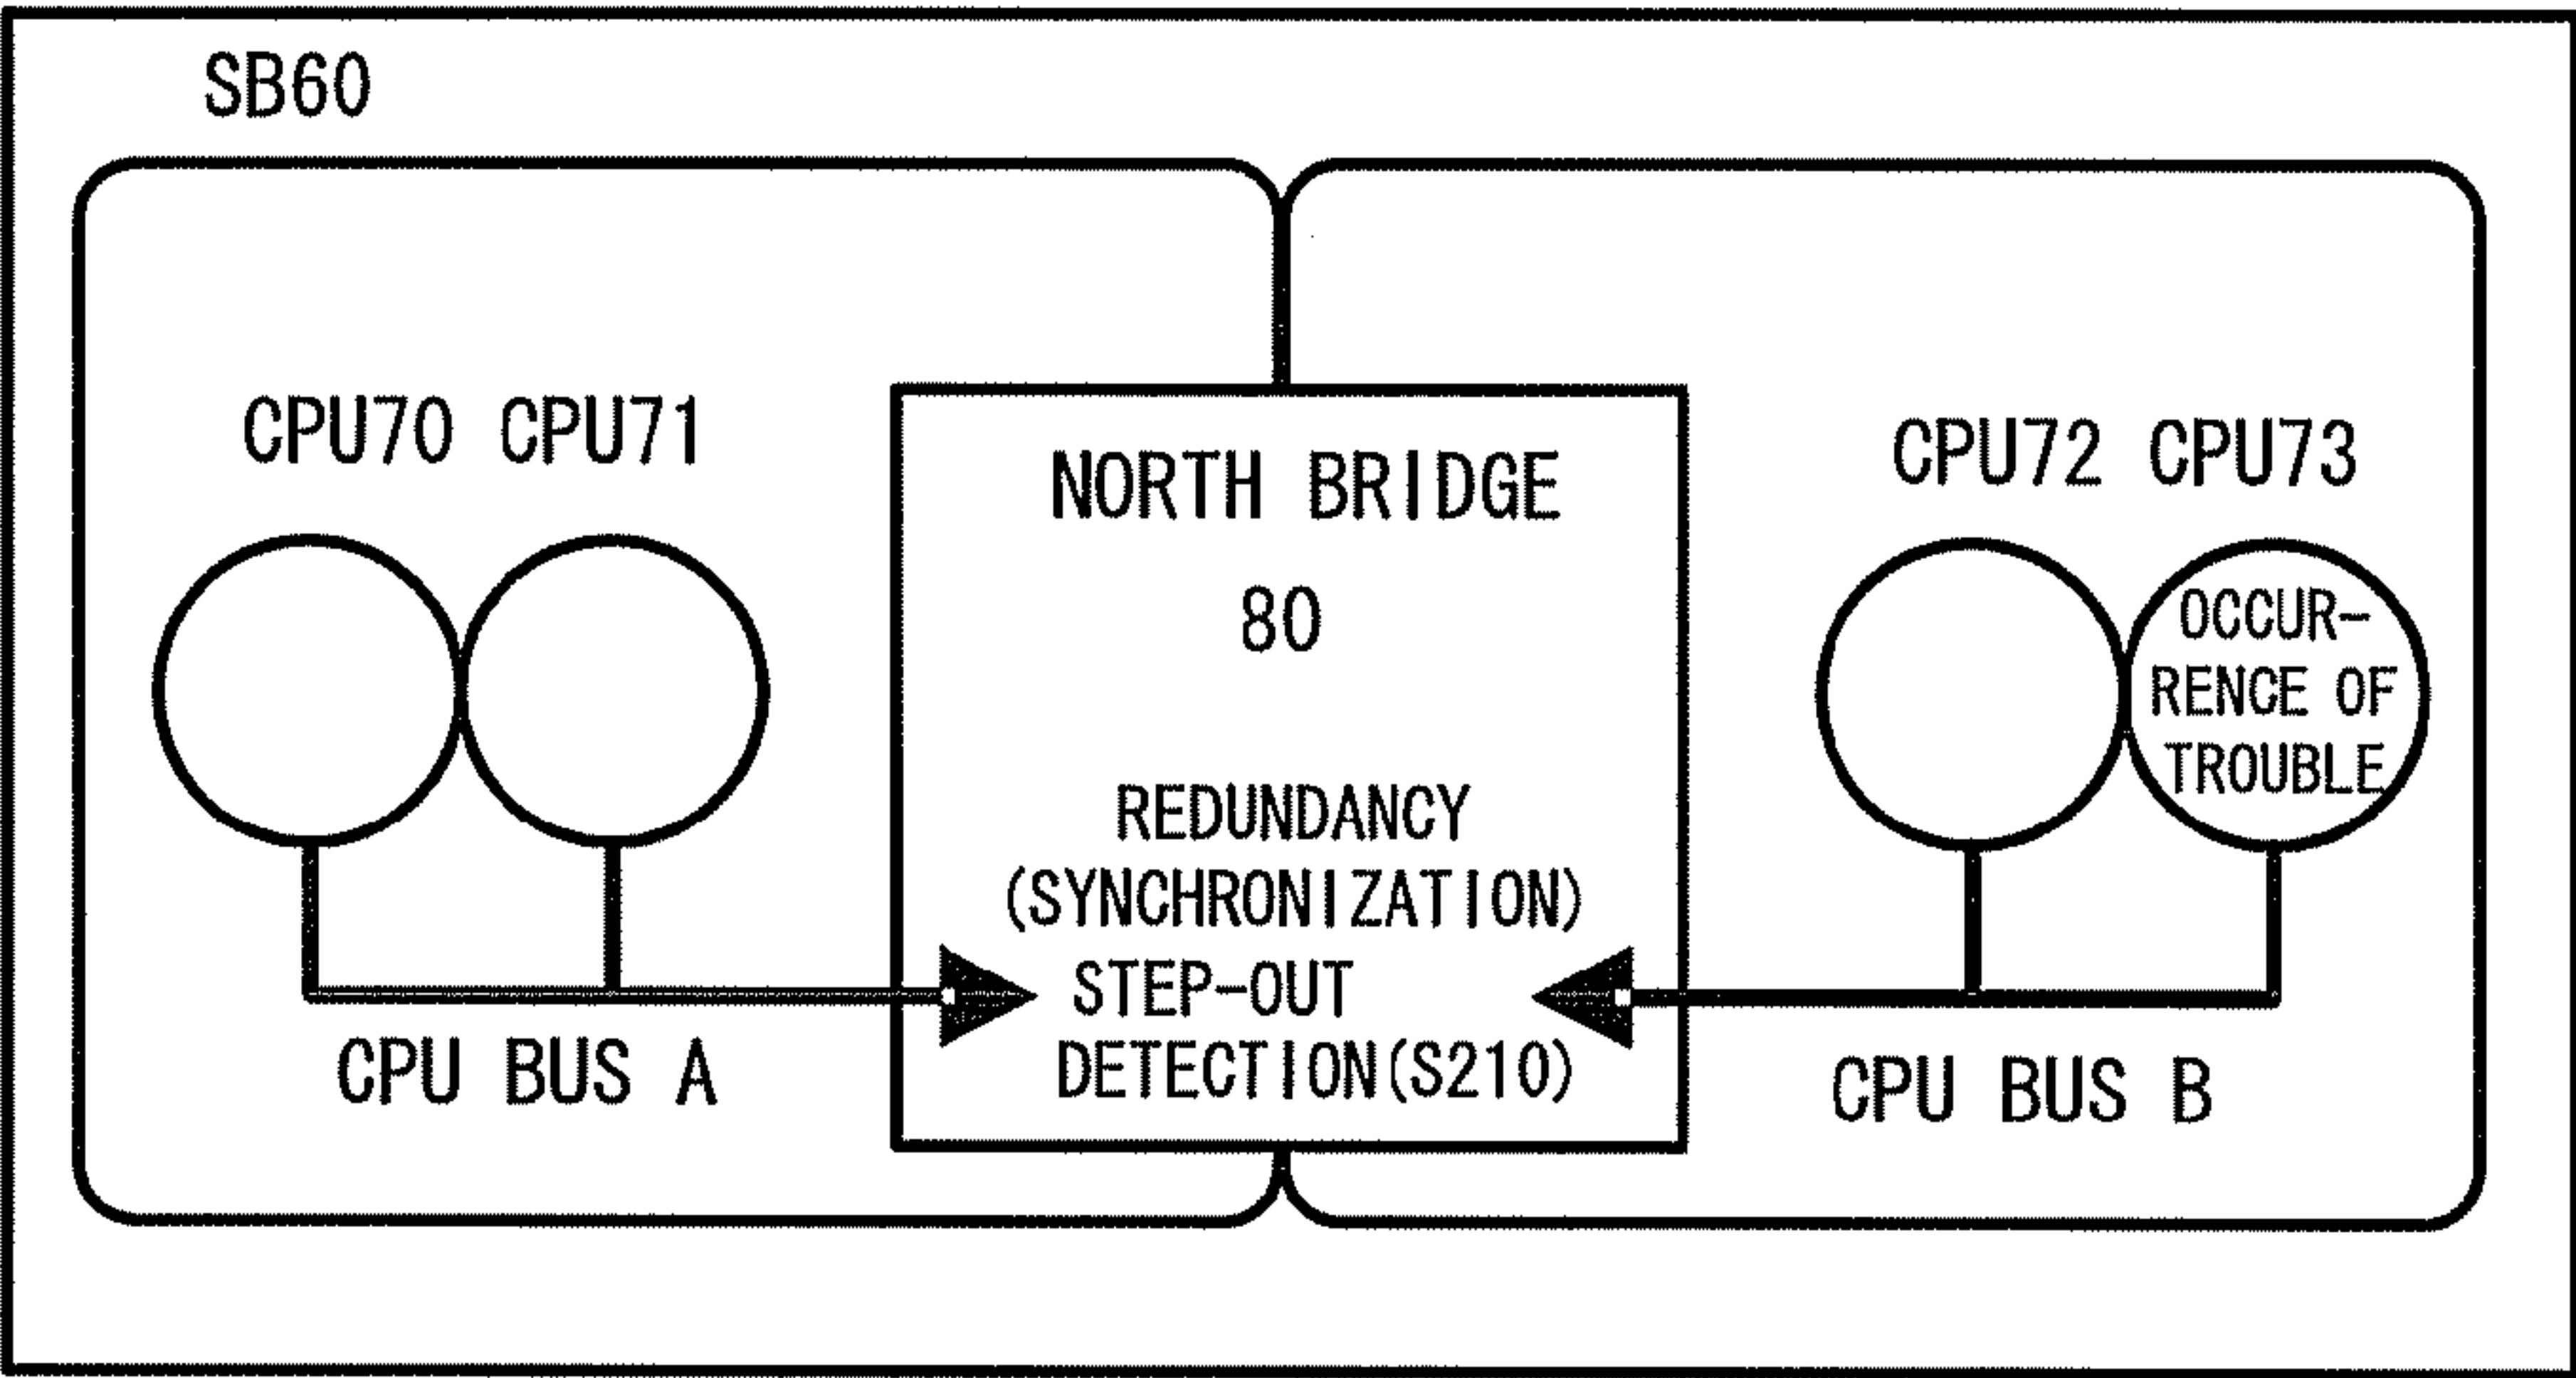 SB60
CPU70 CPU71
NORTH BRIDGE
80
REDUNDANCY
(SYNCHRONIZATION)
STEP-OUT
DETECTION(S210)
CPU BUS A
CPU72 CPU73
OCCUR-
RENCE OF
TROUBLE
CPU BUS B